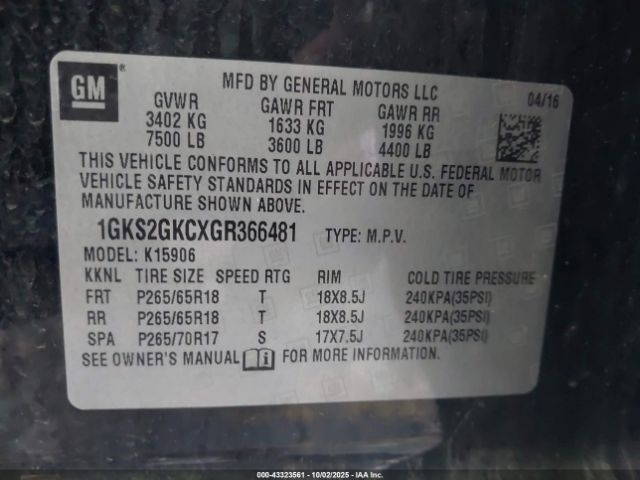 GM®
MFD BY GENERAL MOTORS LLC
04/16
GVWR GAWR FRT GAWR RR
3402 KG 1633 KG 1996 KG
7500 LB 3600 LB 4400 LB
THIS VEHICLE CONFORMS TO ALL APPLICABLE U.S. FEDERAL MOTOR
VEHICLE SAFETY STANDARDS IN EFFECT ON THE DATE OF
MANUFACTURE SHOWN ABOVE.
1GKS2GKCXGR366481 TYPE: M.P.V.
MODEL: K15906
KKNL TIRE SIZE SPEED RTG RIM COLD TIRE PRESSURE
FRT P265/65R18 T 18X8.5J 240KPA(35PSI)
RR P265/65R18 T 18X8.5J 240KPA(35PSI)
SPA P265/70R17 S 17X7.5J 240KPA(35PSI)
SEE OWNER'S MANUAL FOR MORE INFORMATION.
000-43323561 - 10/02/2025 - IAAI.COM